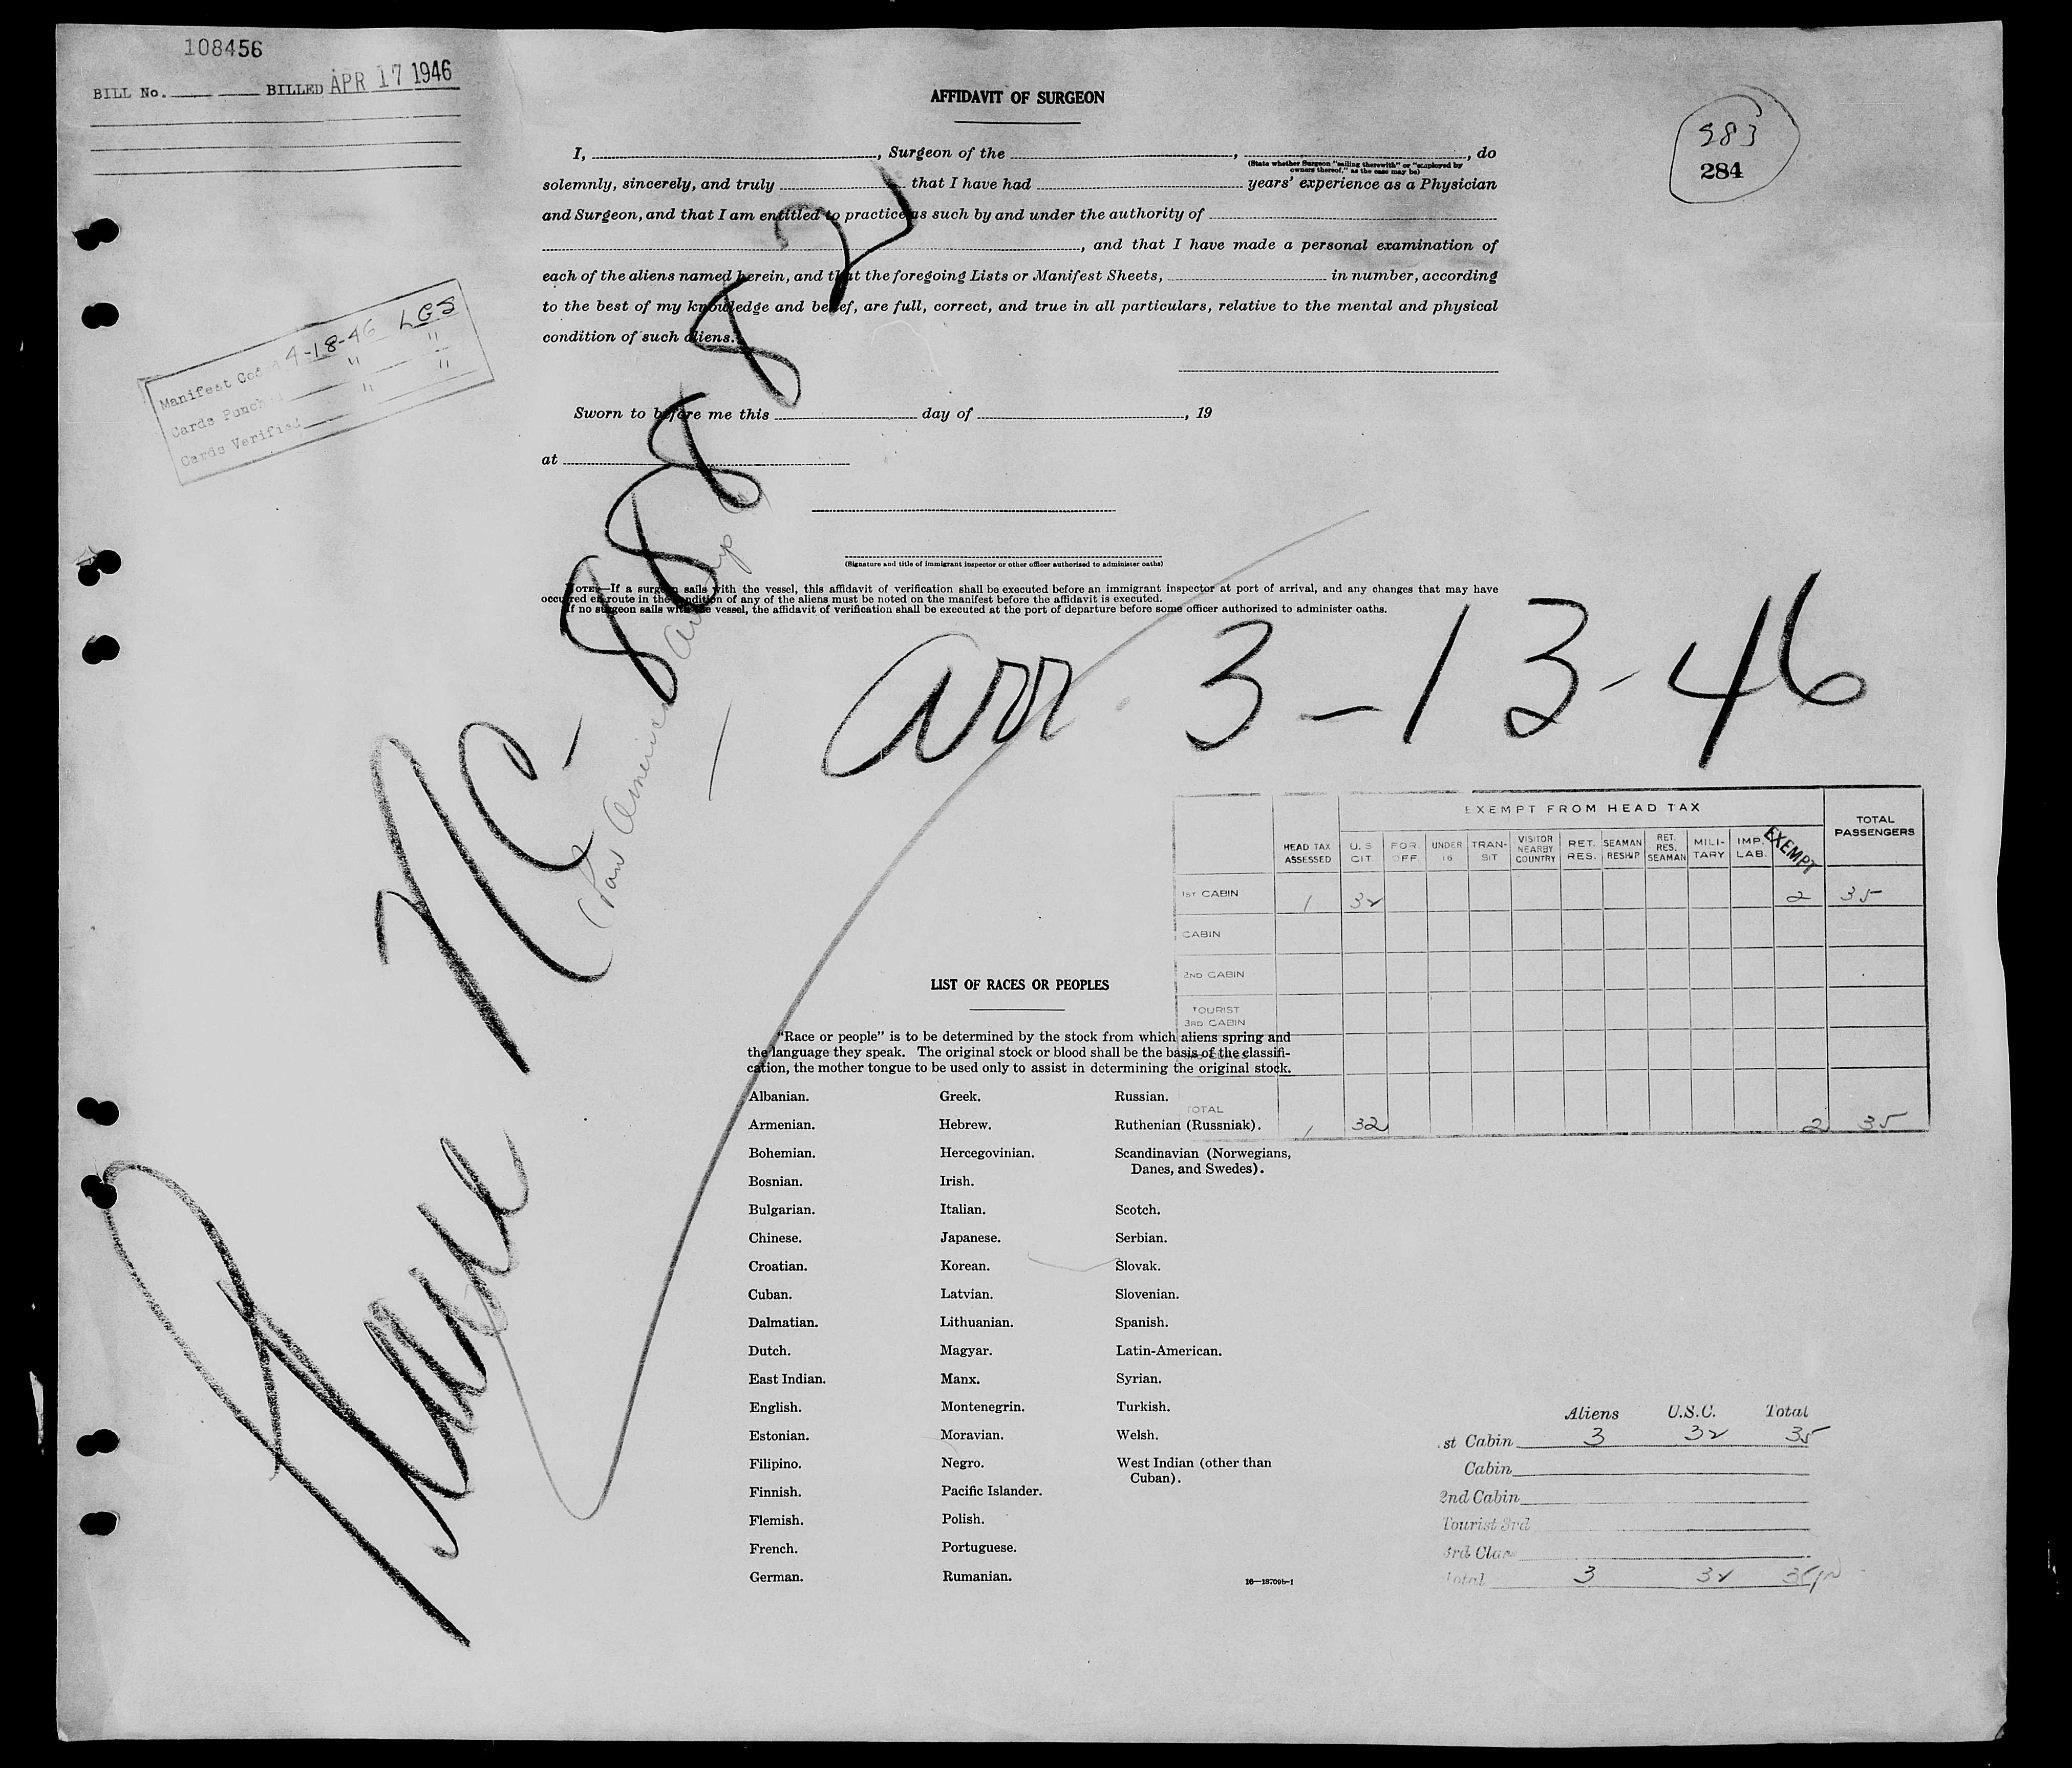 108456
BILL No. BILLED APR 17 1946
AFFIDAVIT OF SURGEON
983
284
I, , Surgeon of the , , do
(State whether Surgeon "sailing therewith" or "employed by
owners thereof," as the case may be)
solemnly, sincerely, and truly that I have had years' experience as a Physician
and Surgeon, and that I am entitled to practice as such by and under the authority of
, and that I have made a personal examination of
each of the aliens named herein, and that the foregoing Lists or Manifest Sheets, in number, according
to the best of my knowledge and belief, are full, correct, and true in all particulars, relative to the mental and physical
condition of such aliens.
Manifest 4-18-46 LGS
Cards Punched " "
Cards Verified " "
Sworn to before me this day of , 19
at
(Signature and title of immigrant inspector or other officer authorized to administer oaths)
NOTE.—If a surgeon sails with the vessel, this affidavit of verification shall be executed before an immigrant inspector at port of arrival, and any changes that may have
occurred en route in the condition of any of the aliens must be noted on the manifest before the affidavit is executed.
If no surgeon sails with the vessel, the affidavit of verification shall be executed at the port of departure before some officer authorized to administer oaths.
Plane NC-88882
(Pan American Airways)
arr. 3-13-46
EXEMPT FROM HEAD TAX
HEAD TAX ASSESSED U.S. CIT. FOR. OFF. UNDER 16 TRANSIT VISITOR NEARBY COUNTRY RET. RES. SEAMAN RESHIP RET. RES. SEAMAN MILITARY IMP. LAB. EXEMPT TOTAL PASSENGERS
1ST CABIN 1 32 2 35
CABIN
2ND CABIN
TOURIST
3RD CABIN
TOTAL 1 32 2 35
LIST OF RACES OR PEOPLES
"Race or people" is to be determined by the stock from which aliens spring and
the language they speak. The original stock or blood shall be the basis of the classifi-
cation, the mother tongue to be used only to assist in determining the original stock.
Albanian. Greek. Russian.
Armenian. Hebrew. Ruthenian (Russniak).
Bohemian. Hercegovinian. Scandinavian (Norwegians,
Danes, and Swedes).
Bosnian. Irish.
Bulgarian. Italian. Scotch.
Chinese. Japanese. Serbian.
Croatian. Korean. Slovak.
Cuban. Latvian. Slovenian.
Dalmatian. Lithuanian. Spanish.
Dutch. Magyar. Latin-American.
East Indian. Manx. Syrian.
English. Montenegrin. Turkish.
Estonian. Moravian. Welsh.
Filipino. Negro. West Indian (other than
Cuban).
Finnish. Pacific Islander.
Flemish. Polish.
French. Portuguese.
German. Rumanian.
16—18709b-1
Aliens U.S.C. Total
st Cabin 3 32 35
Cabin
2nd Cabin
Tourist 3rd
3rd Class
Total 3 32